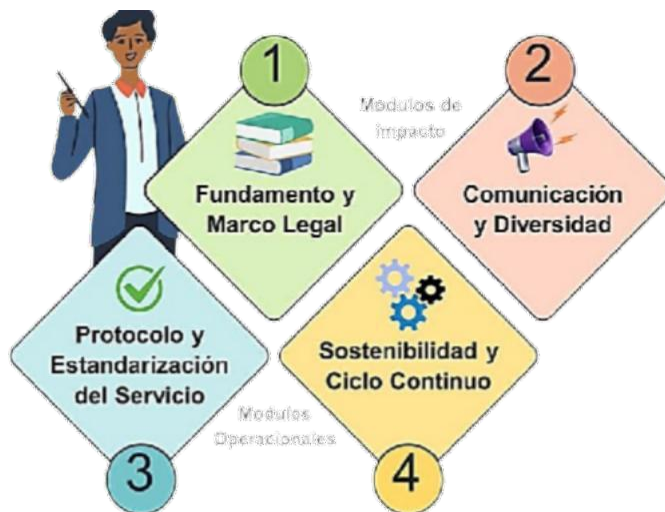 1
2
Módulos de
impacto
Fundamento y
Marco Legal
Comunicación
y Diversidad
Protocolo y
Estandarización
del Servicio
Sostenibilidad y
Ciclo Continuo
Modulos
Operacionales
3
4